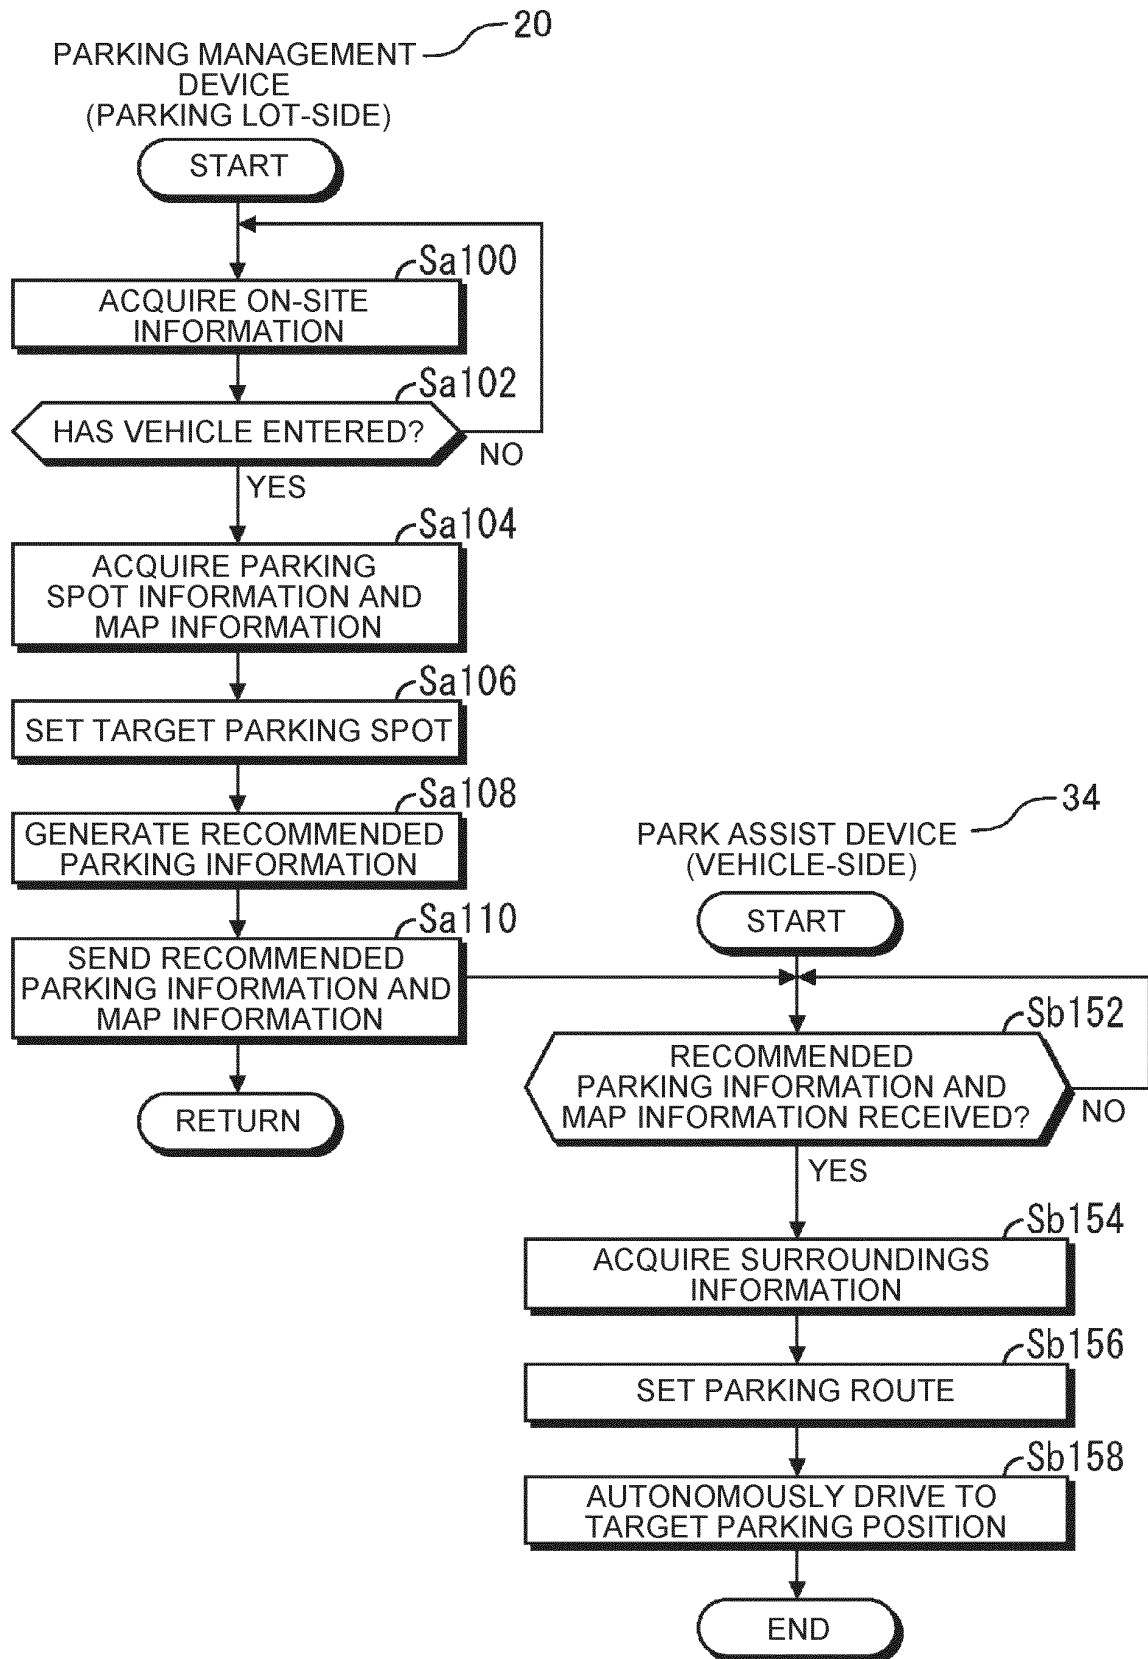 20
PARKING MANAGEMENT
DEVICE
(PARKING LOT-SIDE)
START
Sa100
ACQUIRE ON-SITE
INFORMATION
Sa102
HAS VEHICLE ENTERED?
NO
YES
Sa104
ACQUIRE PARKING
SPOT INFORMATION AND
MAP INFORMATION
Sa106
SET TARGET PARKING SPOT
Sa108
GENERATE RECOMMENDED
PARKING INFORMATION
Sa110
SEND RECOMMENDED
PARKING INFORMATION AND
MAP INFORMATION
RETURN
34
PARK ASSIST DEVICE
(VEHICLE-SIDE)
START
Sb152
RECOMMENDED
PARKING INFORMATION AND
MAP INFORMATION RECEIVED?
NO
YES
Sb154
ACQUIRE SURROUNDINGS
INFORMATION
Sb156
SET PARKING ROUTE
Sb158
AUTONOMOUSLY DRIVE TO
TARGET PARKING POSITION
END